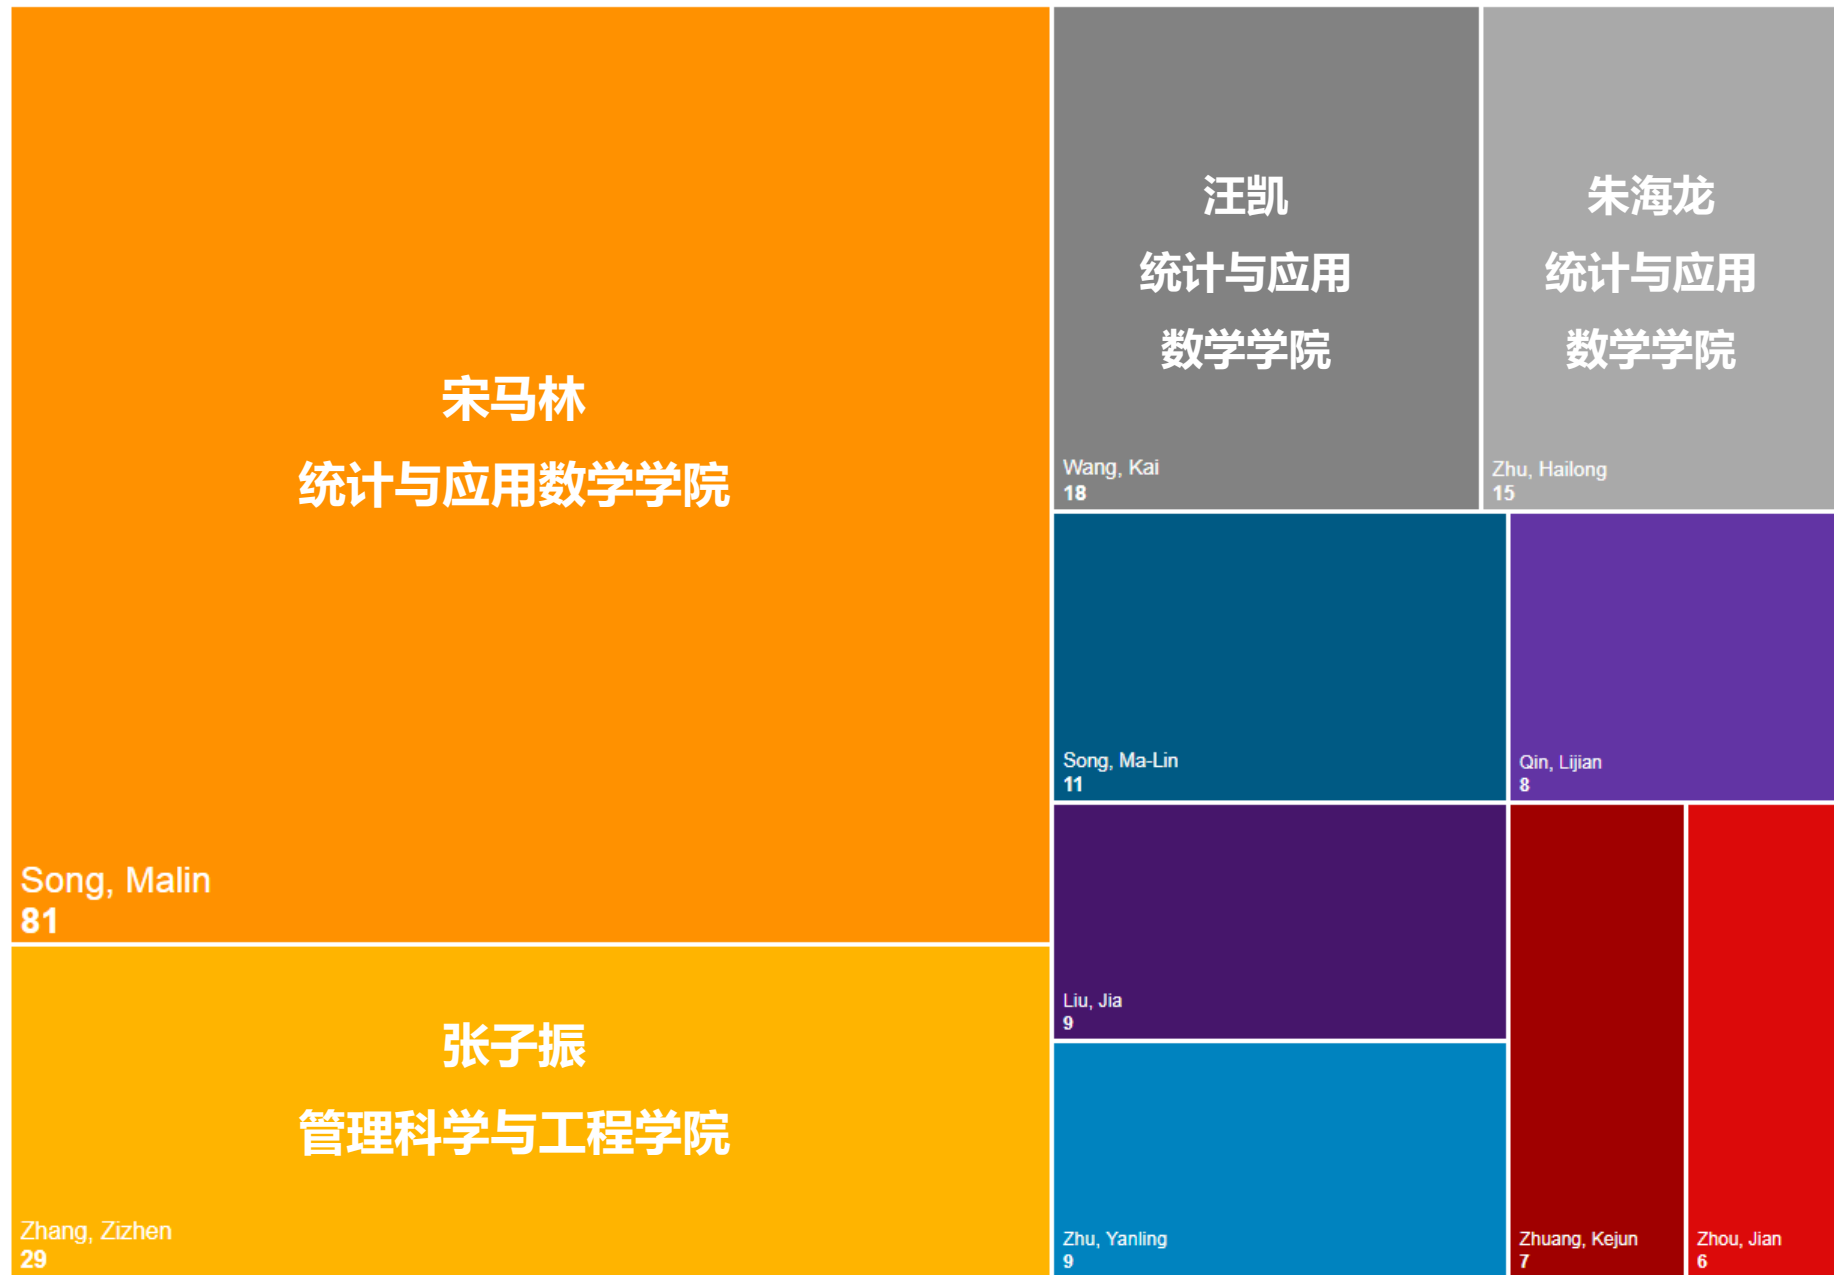 宋马林
统计与应用数学学院
Song, Malin
81
张子振
管理科学与工程学院
Zhang, Zizhen
29
汪凯
统计与应用
数学学院
Wang, Kai
18
朱海龙
统计与应用
数学学院
Zhu, Hailong
15
Song, Ma-Lin
11
Qin, Lijian
8
Liu, Jia
9
Zhu, Yanling
9
Zhuang, Kejun
7
Zhou, Jian
6